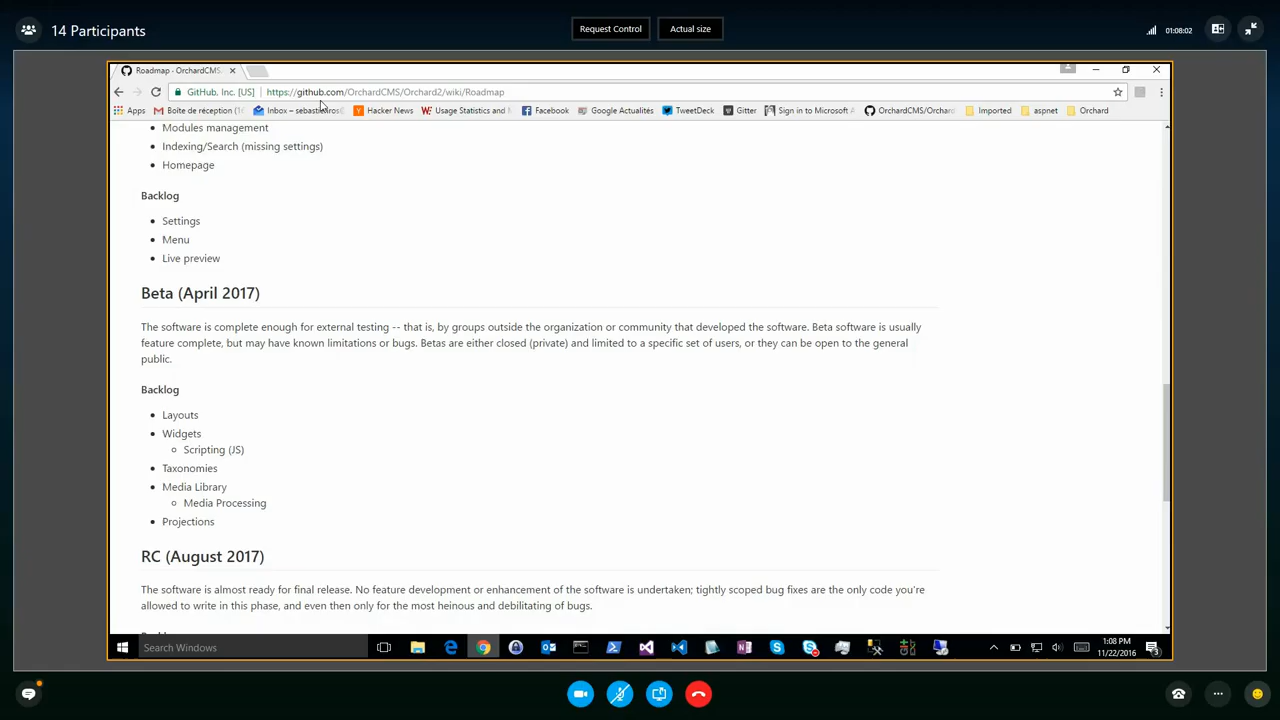 14 Participants
Request Control
Actual size
01:08:02
Roadmap - OrchardCMS
GitHub, Inc. [US]
https://github.com/OrchardCMS/Orchard2/wiki/Roadmap
Apps
Boîte de réception (1
Inbox – sebastienros
Hacker News
Usage Statistics and
Facebook
Google Actualités
TweetDeck
Gitter
Sign in to Microsoft
OrchardCMS/Orchard
Imported
aspnet
Orchard
Modules management
Indexing/Search (missing settings)
Homepage
Backlog
Settings
Menu
Live preview
Beta (April 2017)
The software is complete enough for external testing -- that is, by groups outside the organization or community that developed the software. Beta software is usually
feature complete, but may have known limitations or bugs. Betas are either closed (private) and limited to a specific set of users, or they can be open to the general
public.
Backlog
Layouts
Widgets
Scripting (JS)
Taxonomies
Media Library
Media Processing
Projections
RC (August 2017)
The software is almost ready for final release. No feature development or enhancement of the software is undertaken; tightly scoped bug fixes are the only code you're
allowed to write in this phase, and even then only for the most heinous and debilitating of bugs.
Search Windows
1:08 PM
11/22/2016